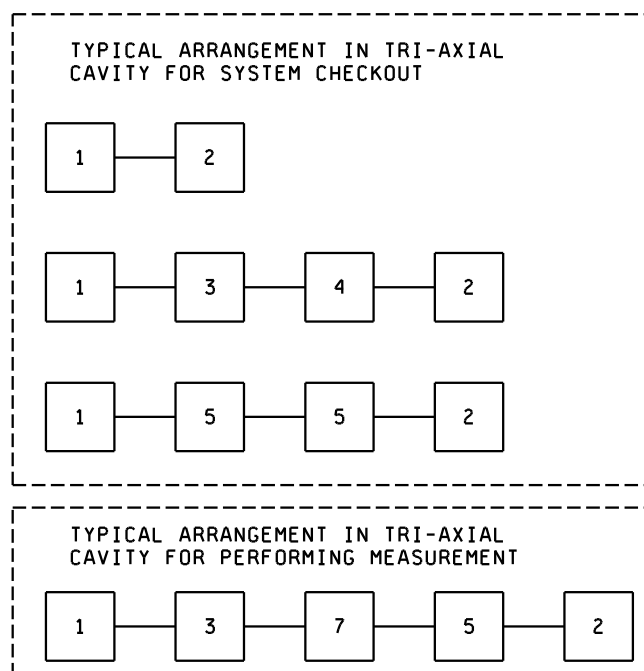 TYPICAL ARRANGEMENT IN TRI-AXIAL
CAVITY FOR SYSTEM CHECKOUT
1 2
1 3 4 2
1 5 5 2
TYPICAL ARRANGEMENT IN TRI-AXIAL
CAVITY FOR PERFORMING MEASUREMENT
1 3 7 5 2